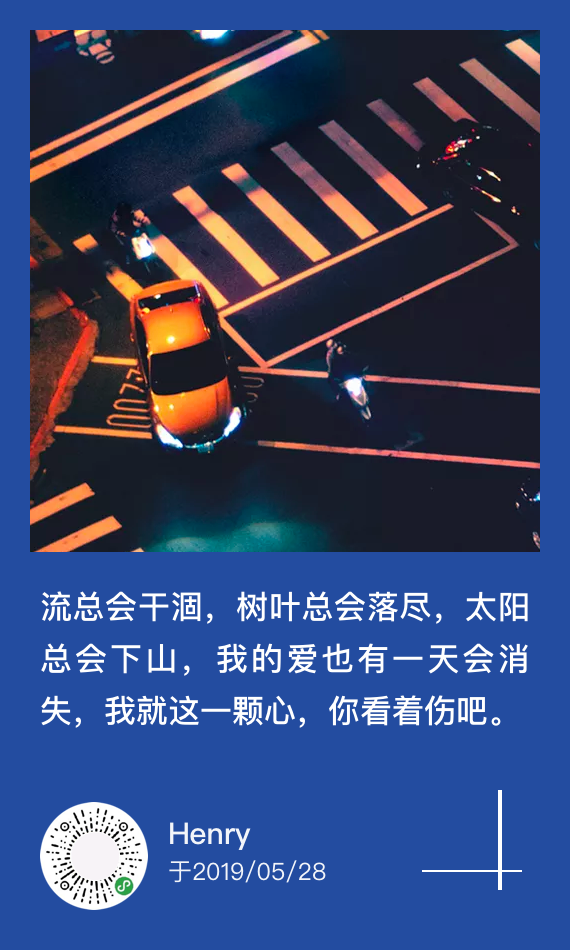 流总会干涸，树叶总会落尽，太阳
总会下山，我的爱也有一天会消
失，我就这一颗心，你看着伤吧。
Henry
于2019/05/28